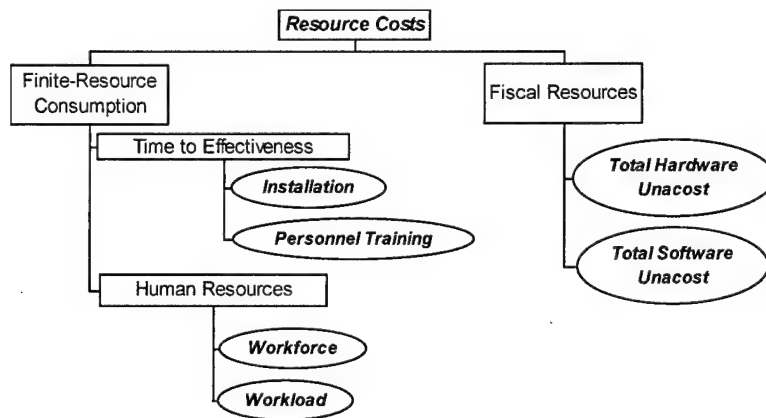 Resource Costs
Finite-Resource
Consumption
Fiscal Resources
Time to Effectiveness
Installation
Personnel Training
Total Hardware
Unacost
Total Software
Unacost
Human Resources
Workforce
Workload